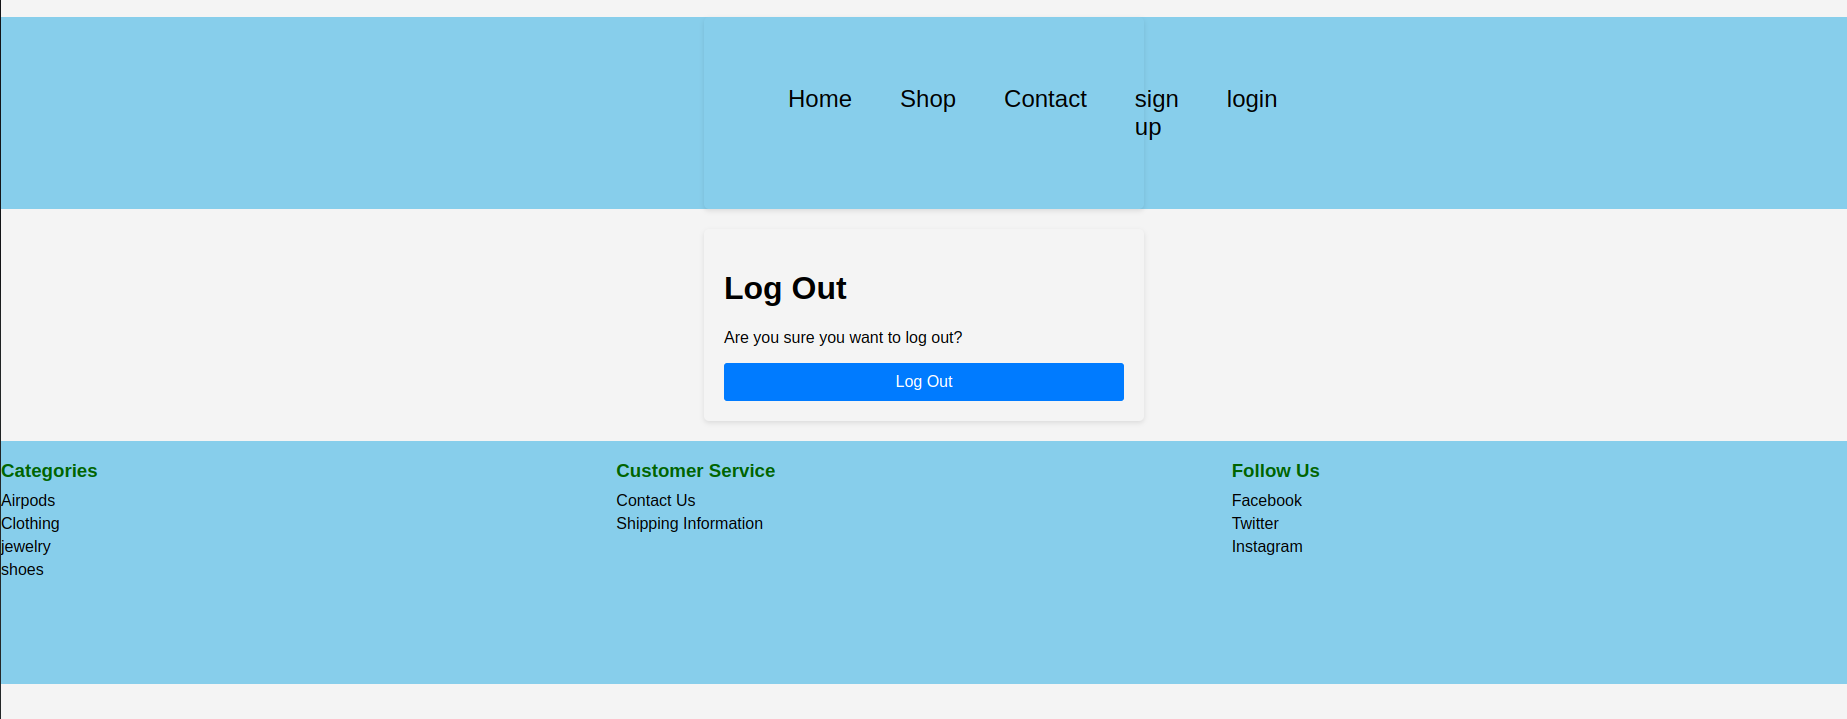 Home Shop Contact sign up login
Log Out
Are you sure you want to log out?
Log Out
Categories
Airpods
Clothing
jewelry
shoes
Customer Service
Contact Us
Shipping Information
Follow Us
Facebook
Twitter
Instagram